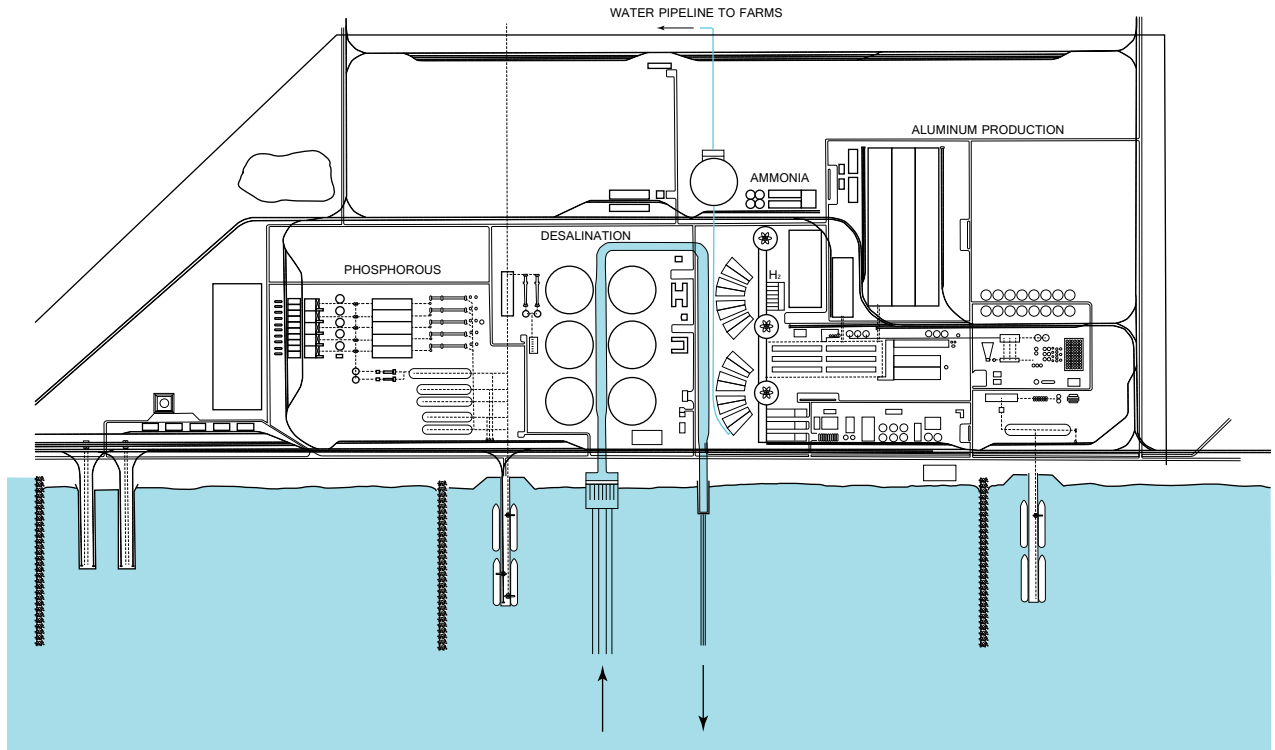 WATER PIPELINE TO FARMS
ALUMINUM PRODUCTION
AMMONIA
DESALINATION
PHOSPHOROUS
H₂